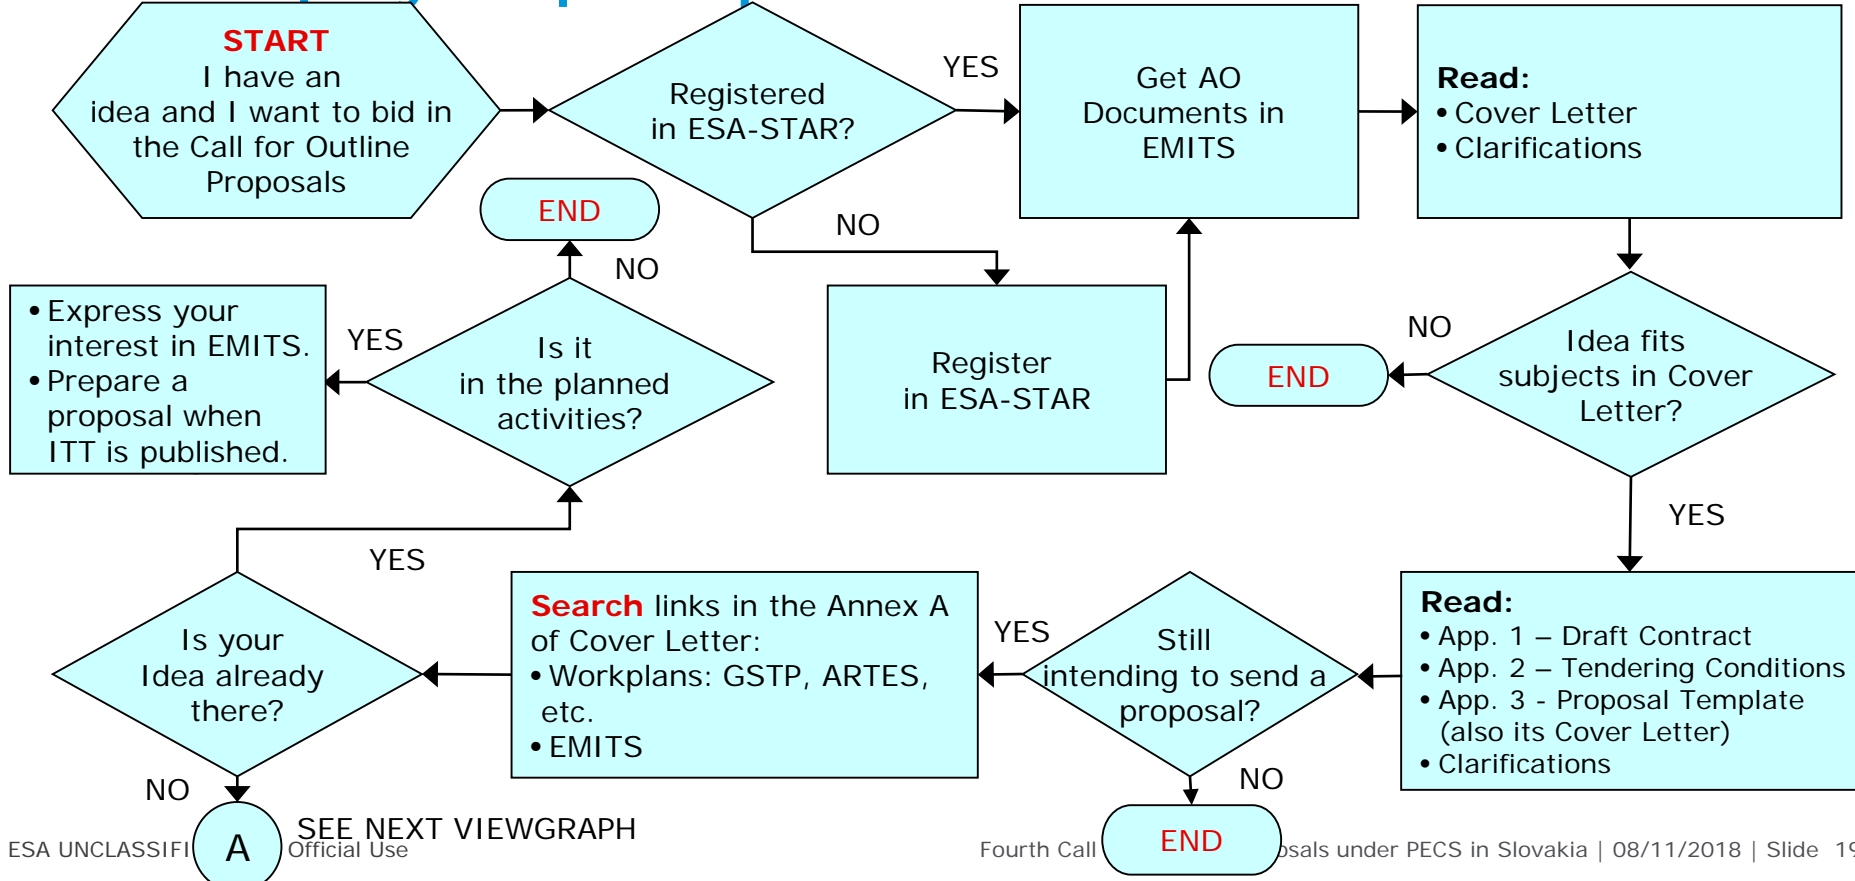 START
I have an
idea and I want to bid in
the Call for Outline
Proposals
Registered
in ESA-STAR?
YES
Get AO
Documents in
EMITS
Read:
• Cover Letter
• Clarifications
NO
Register
in ESA-STAR
Idea fits
subjects in Cover
Letter?
NO
END
YES
Read:
• App. 1 – Draft Contract
• App. 2 – Tendering Conditions
• App. 3 - Proposal Template
(also its Cover Letter)
• Clarifications
Still
intending to send a
proposal?
NO
END
YES
Search links in the Annex A
of Cover Letter:
• Workplans: GSTP, ARTES,
etc.
• EMITS
Is your
Idea already
there?
YES
Is it
in the planned
activities?
NO
END
YES
• Express your
interest in EMITS.
• Prepare a
proposal when
ITT is published.
NO
A
SEE NEXT VIEWGRAPH
ESA UNCLASSIFI
Official Use
Fourth Call
osals under PECS in Slovakia | 08/11/2018 | Slide 19